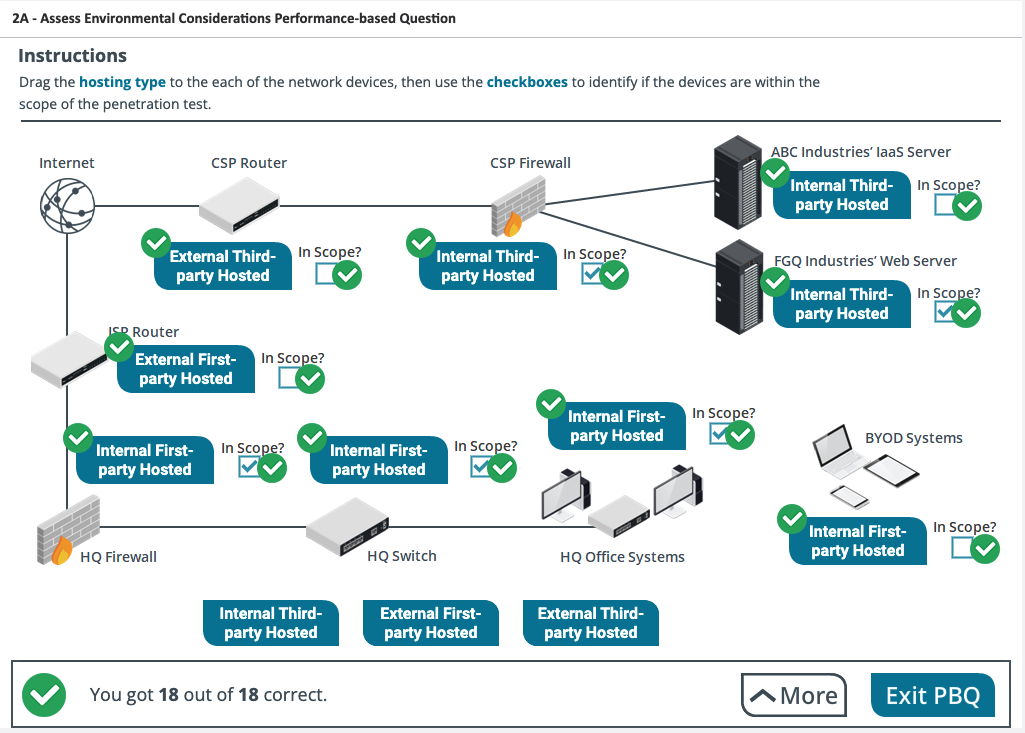 2A - Assess Environmental Considerations Performance-based Question
Instructions
Drag the hosting type to the each of the network devices, then use the checkboxes to identify if the devices are within the
scope of the penetration test.
Internet
CSP Router
CSP Firewall
ABC Industries’ IaaS Server
Internal Third-
party Hosted
In Scope?
External Third-
party Hosted
In Scope?
Internal Third-
party Hosted
In Scope?
FGQ Industries’ Web Server
Internal Third-
party Hosted
In Scope?
ISP Router
External First-
party Hosted
In Scope?
Internal First-
party Hosted
In Scope?
Internal First-
party Hosted
In Scope?
Internal First-
party Hosted
In Scope?
BYOD Systems
Internal First-
party Hosted
In Scope?
HQ Firewall
HQ Switch
HQ Office Systems
Internal Third-
party Hosted
External First-
party Hosted
External Third-
party Hosted
You got 18 out of 18 correct.
More
Exit PBQ